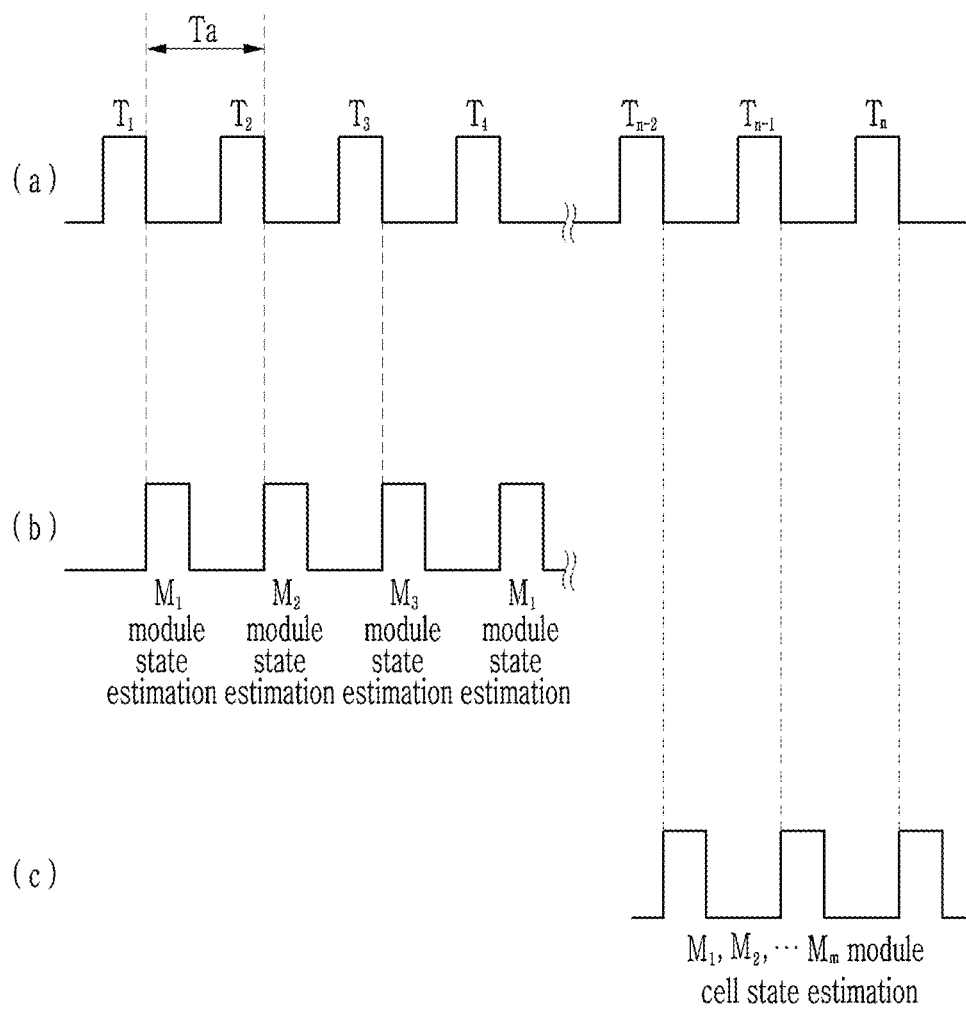 Ta
T₁ T₂ T₃ T₄ Tₙ₋₂ Tₙ₋₁ Tₙ
(a)
(b)
M₁ M₂ M₃ M₁
module module module module
state state state state
estimation estimation estimation estimation
(c)
M₁, M₂, ⋯ Mₘ module
cell state estimation